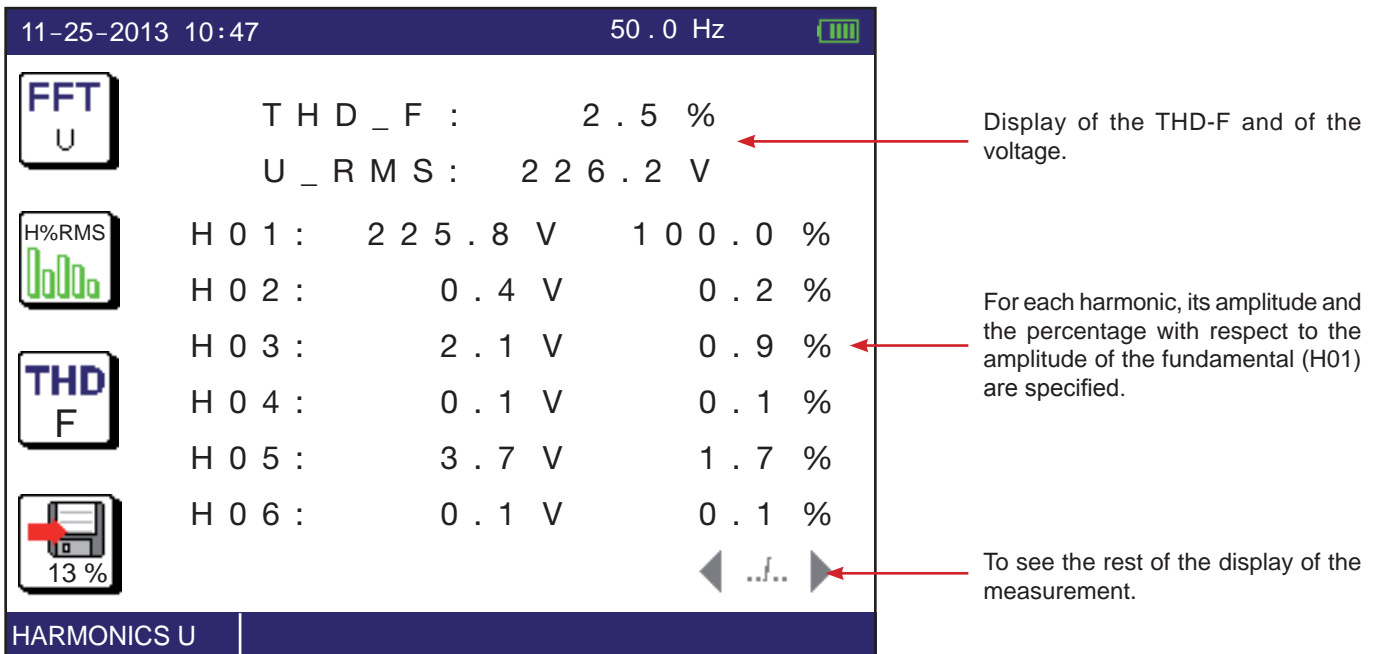 11-25-2013 10:47 50.0 Hz
FFT
U
THD_F: 2.5 %
U_RMS: 226.2 V
Display of the THD-F and of the
voltage.
H%RMS
H01: 225.8 V 100.0 %
H02: 0.4 V 0.2 %
H03: 2.1 V 0.9 %
H04: 0.1 V 0.1 %
H05: 3.7 V 1.7 %
H06: 0.1 V 0.1 %
For each harmonic, its amplitude and
the percentage with respect to the
amplitude of the fundamental (H01)
are specified.
THD
F
13 %
../..
To see the rest of the display of the
measurement.
HARMONICS U